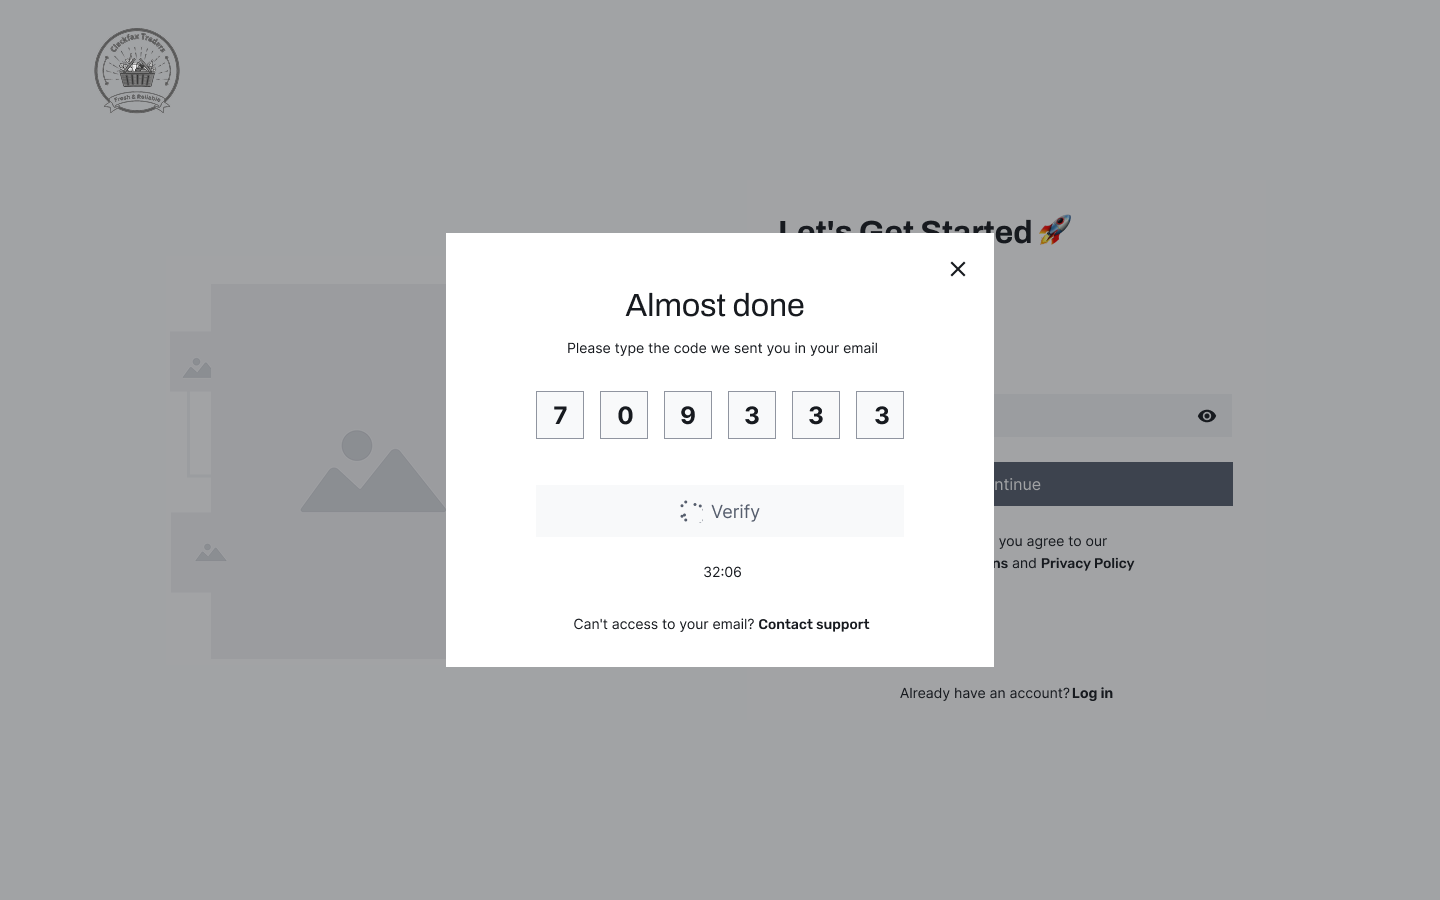 Clockfax Traders
Fresh & Reliable
Let's Get Started 🚀
Almost done
Please type the code we sent you in your email
7 0 9 3 3 3
Verify
32:06
Can't access to your email? Contact support
ntinue
you agree to our
ns and Privacy Policy
Already have an account? Log in